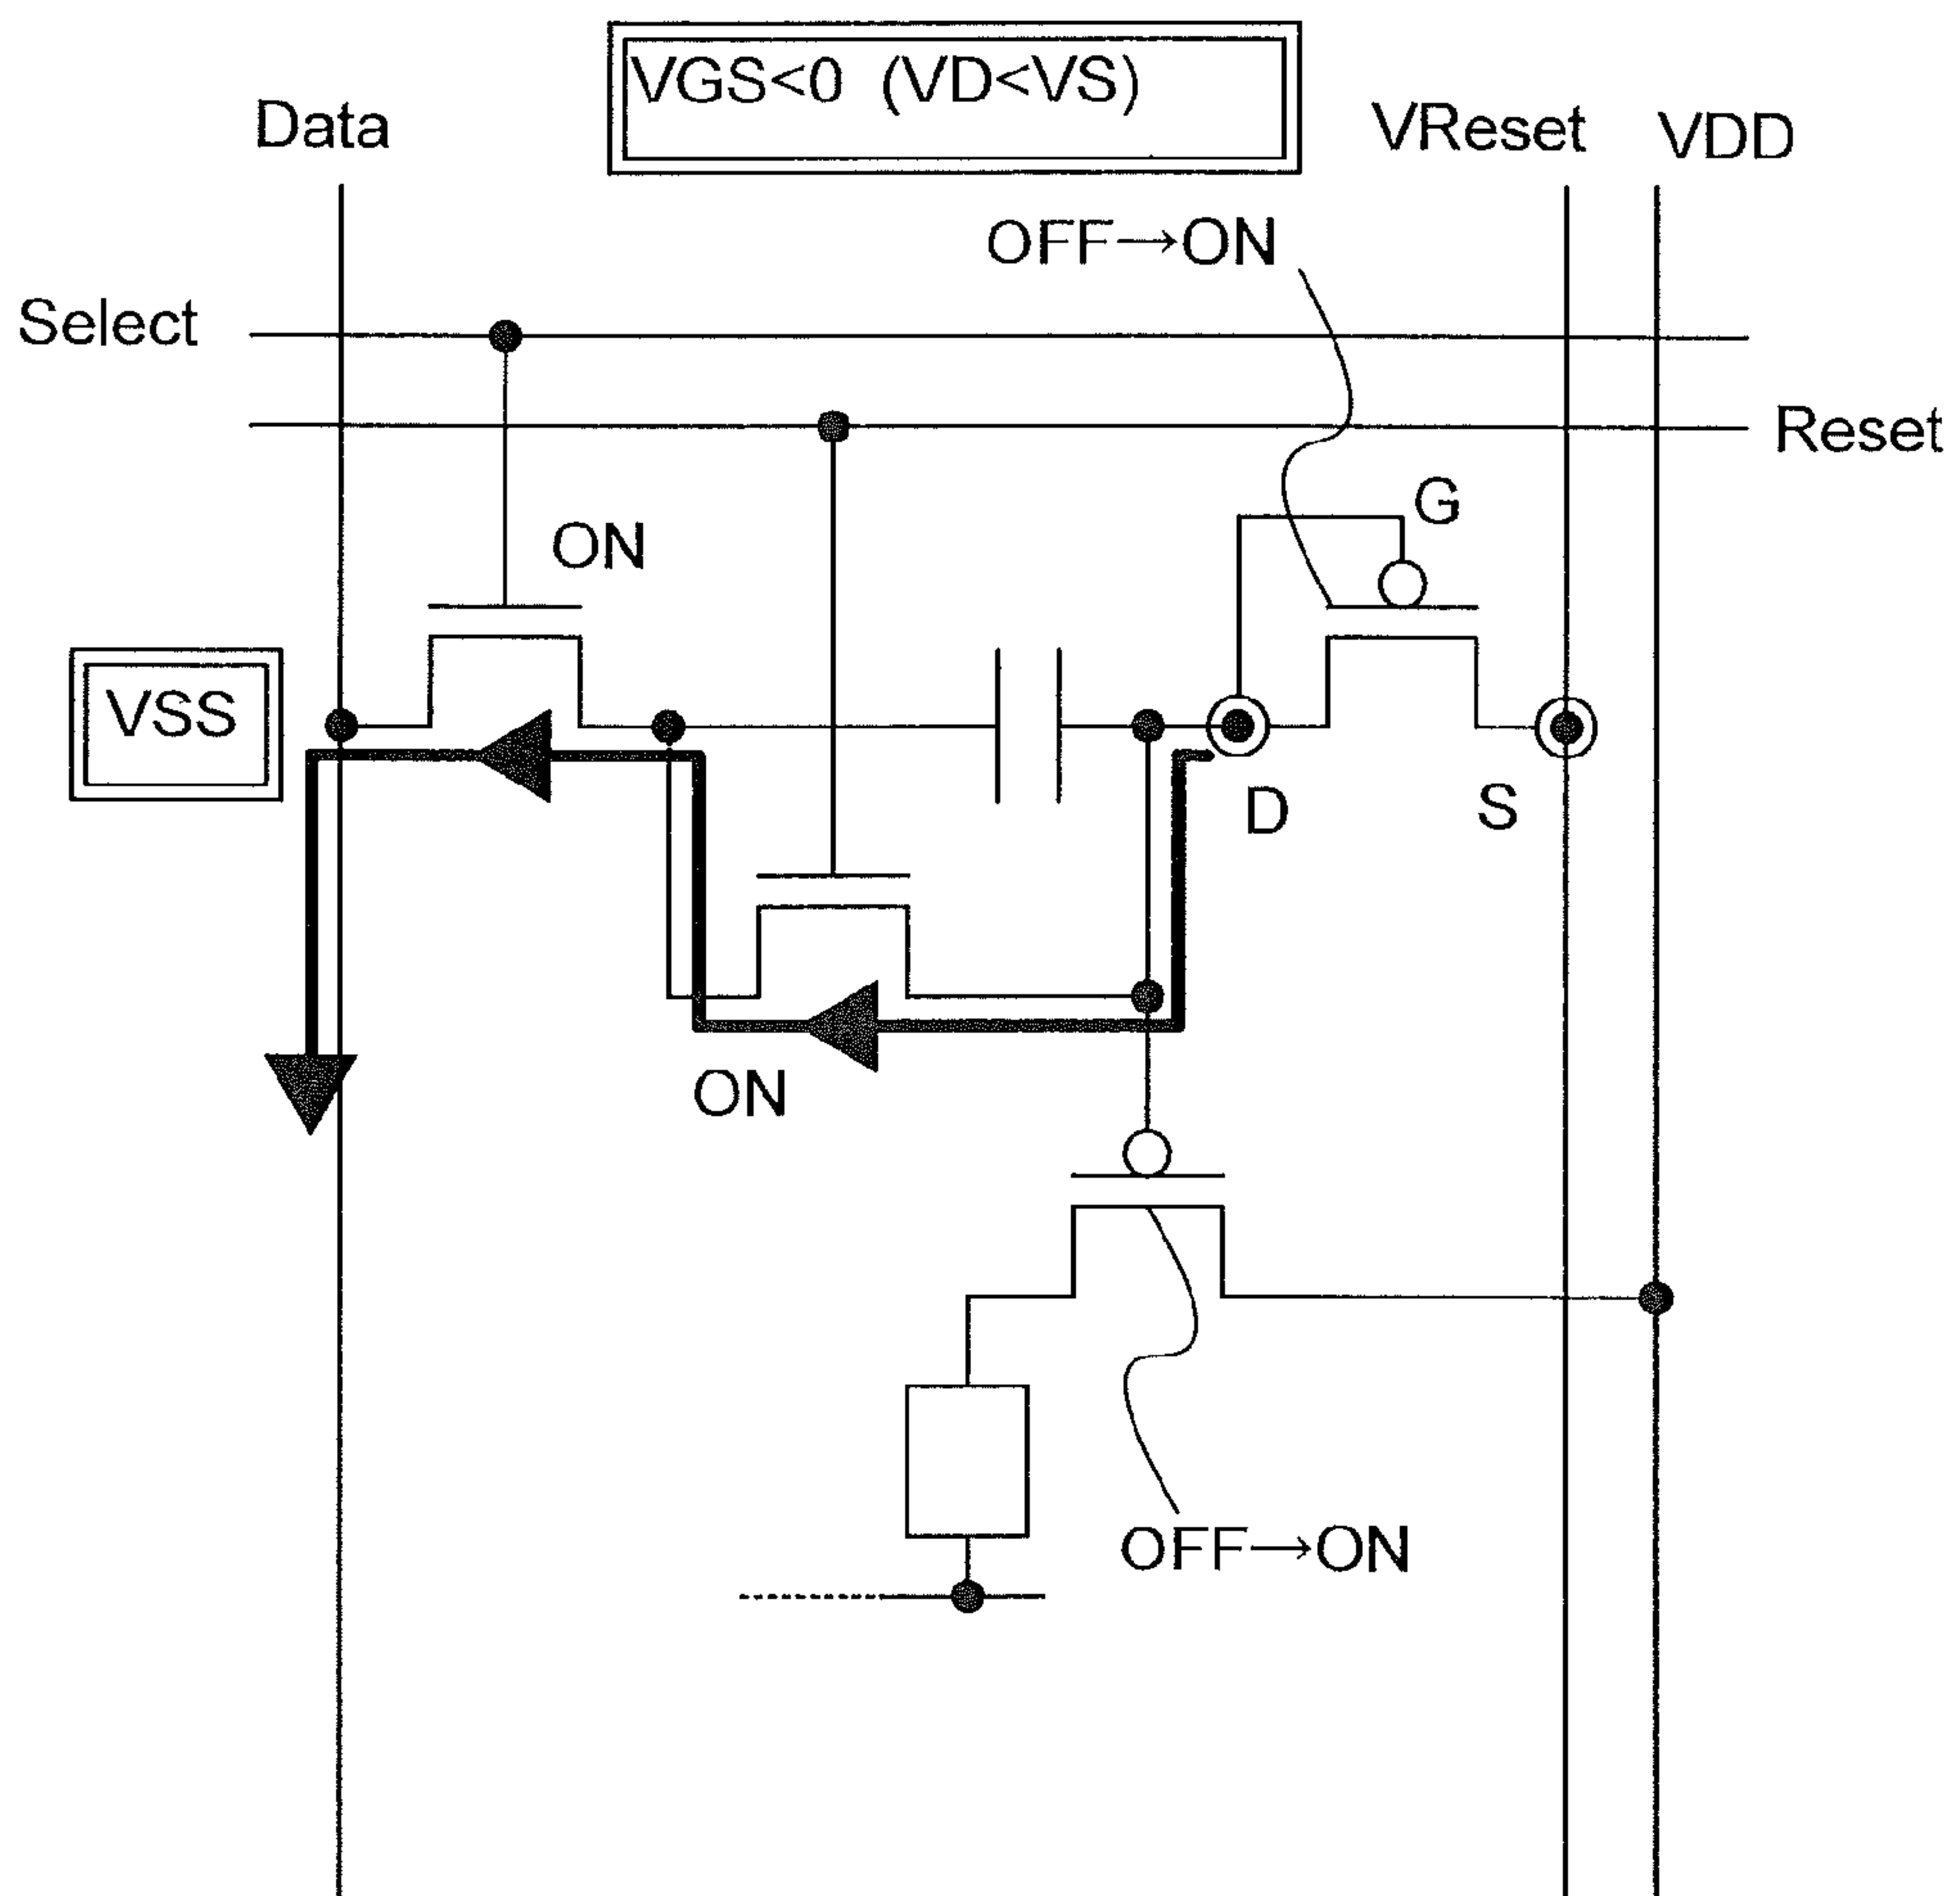 VGS<0 (VD<VS)
Data
VReset
VDD
OFF→ON
Select
Reset
G
ON
VSS
D
S
ON
OFF→ON